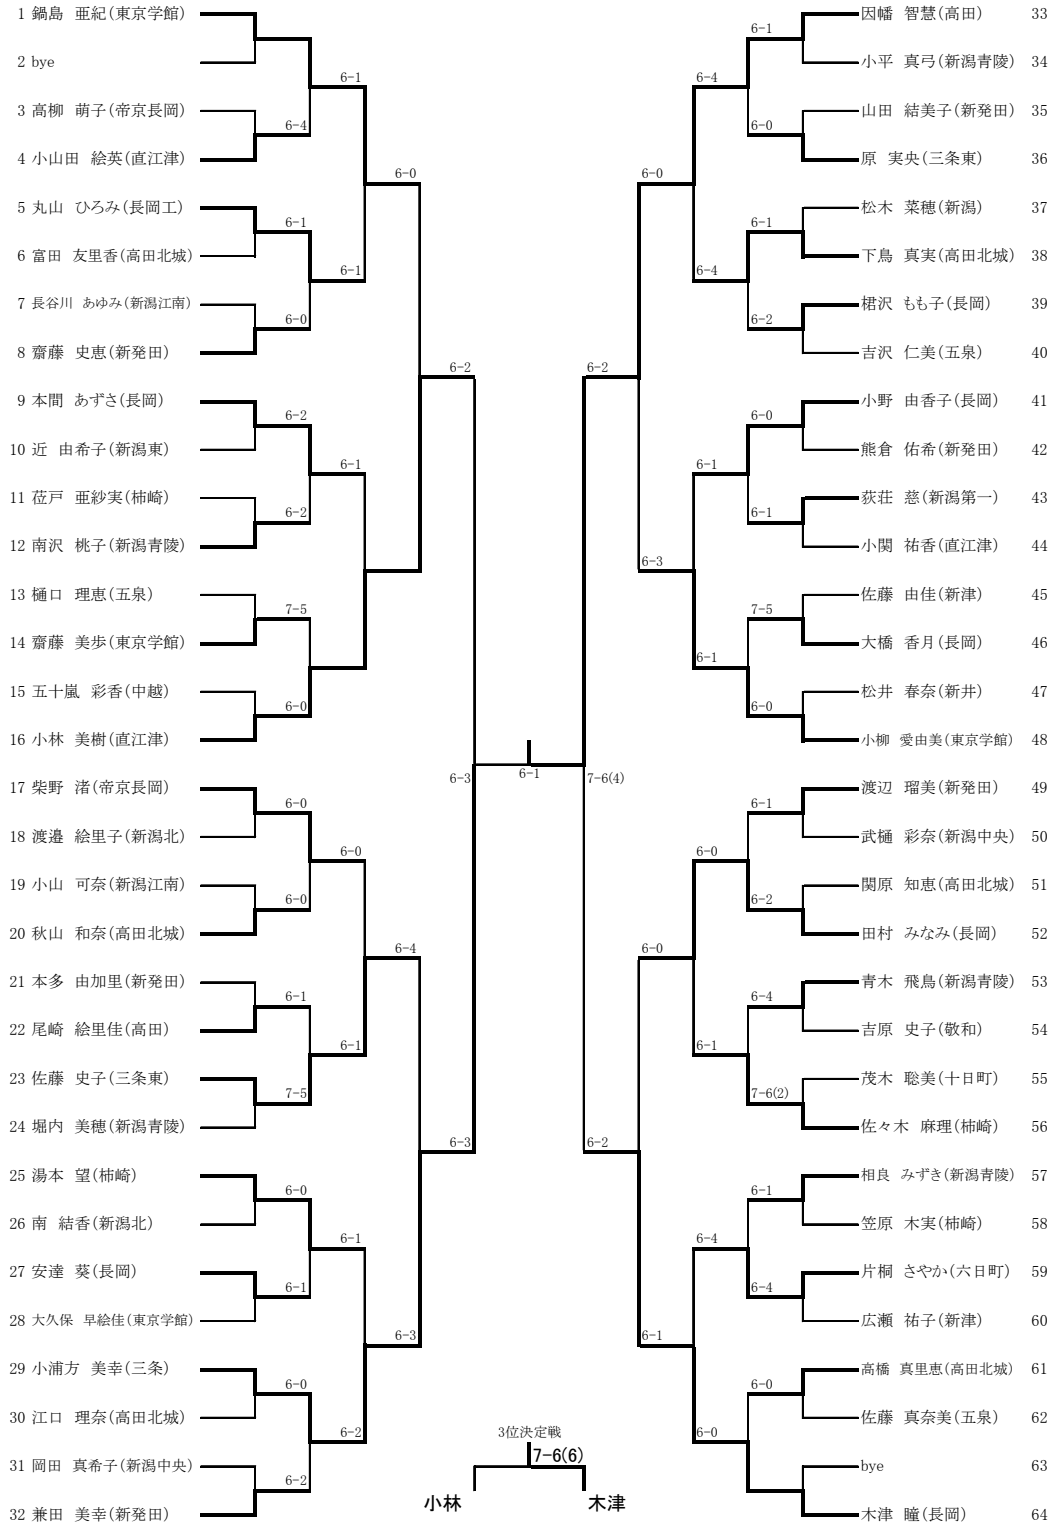 1 鍋島 亜紀(東京学館)
2 bye
3 高柳 萌子(帝京長岡)
4 小山田 絵英(直江津)
5 丸山 ひろみ(長岡工)
6 富田 友里香(高田北城)
7 長谷川 あゆみ(新潟江南)
8 齋藤 史恵(新発田)
9 本間 あずさ(長岡)
10 近 由希子(新潟東)
11 莅戸 亜紗実(柿崎)
12 南沢 桃子(新潟青陵)
13 樋口 理恵(五泉)
14 齋藤 美歩(東京学館)
15 五十嵐 彩香(中越)
16 小林 美樹(直江津)
17 柴野 渚(帝京長岡)
18 渡邉 絵里子(新潟北)
19 小山 可奈(新潟江南)
20 秋山 和奈(高田北城)
21 本多 由加里(新発田)
22 尾崎 絵里佳(高田)
23 佐藤 史子(三条東)
24 堀内 美穂(新潟青陵)
25 湯本 望(柿崎)
26 南 結香(新潟北)
27 安達 葵(長岡)
28 大久保 早絵佳(東京学館)
29 小浦方 美幸(三条)
30 江口 理奈(高田北城)
31 岡田 真希子(新潟中央)
32 兼田 美幸(新発田)
6-4
6-1
6-0
6-2
6-2
7-5
6-0
6-0
6-0
6-1
7-5
6-0
6-1
6-0
6-2
6-1
6-1
6-1
6-0
6-1
6-1
6-2
6-0
6-4
6-3
6-2
6-3
6-3
6-1
7-6(4)
6-2
6-2
6-0
6-3
6-0
6-1
6-4
6-4
6-1
6-1
6-0
6-1
6-4
6-0
6-1
6-0
6-1
6-2
6-0
6-1
7-5
6-0
6-1
6-2
6-4
7-6(2)
6-1
6-4
6-0
因幡 智慧(高田) 33
小平 真弓(新潟青陵) 34
山田 結美子(新発田) 35
原 実央(三条東) 36
松木 菜穂(新潟) 37
下鳥 真実(高田北城) 38
桾沢 もも子(長岡) 39
吉沢 仁美(五泉) 40
小野 由香子(長岡) 41
熊倉 佑希(新発田) 42
荻荘 慈(新潟第一) 43
小関 祐香(直江津) 44
佐藤 由佳(新津) 45
大橋 香月(長岡) 46
松井 春奈(新井) 47
小柳 愛由美(東京学館) 48
渡辺 瑠美(新発田) 49
武樋 彩奈(新潟中央) 50
関原 知恵(高田北城) 51
田村 みなみ(長岡) 52
青木 飛鳥(新潟青陵) 53
吉原 史子(敬和) 54
茂木 聡美(十日町) 55
佐々木 麻理(柿崎) 56
相良 みずき(新潟青陵) 57
笠原 木実(柿崎) 58
片桐 さやか(六日町) 59
広瀬 祐子(新津) 60
高橋 真里恵(高田北城) 61
佐藤 真奈美(五泉) 62
bye 63
木津 瞳(長岡) 64
3位決定戦
7-6(6)
小林 木津